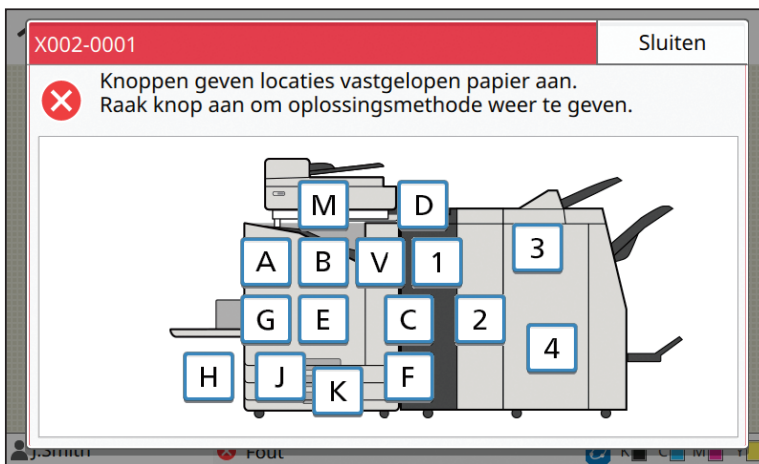 X002-0001
Sluiten
Knoppen geven locaties vastgelopen papier aan.
Raak knop aan om oplossingsmethode weer te geven.
M D
A B V 1 3
G E C 2 4
H J K F
J.Smith
Fout
K C M Y